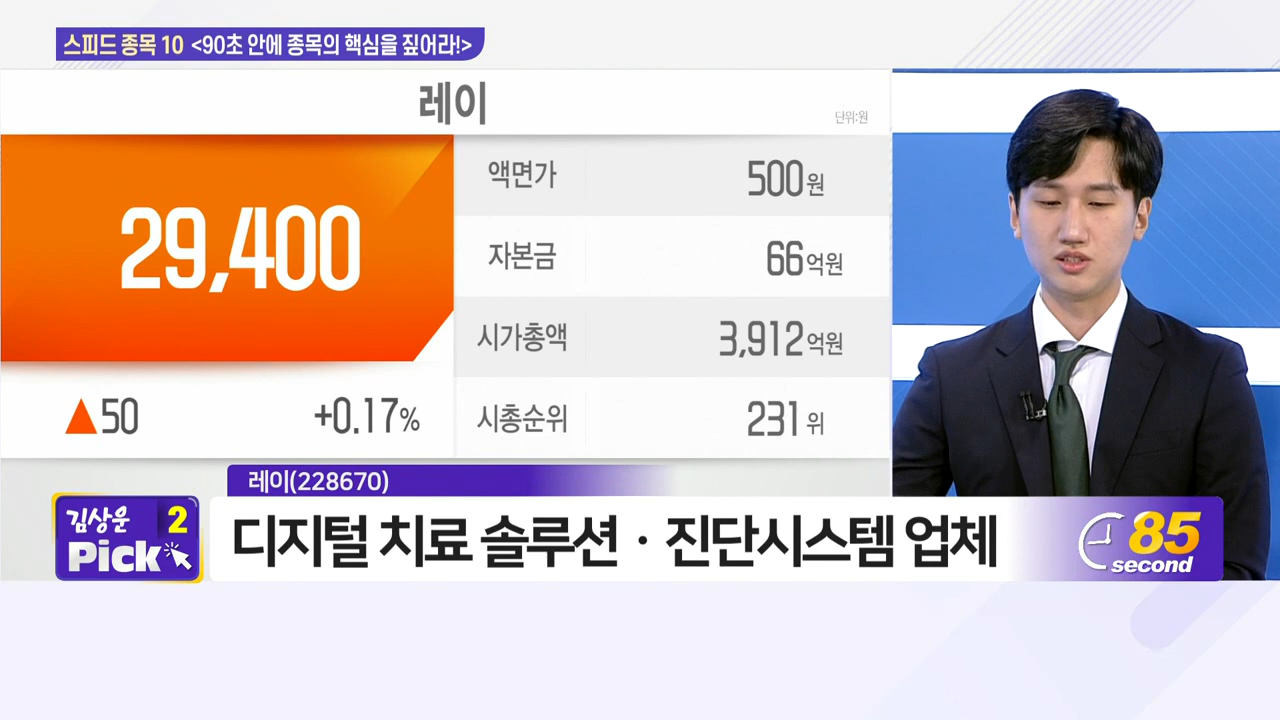 스피드 종목 10 <90초 안에 종목의 핵심을 짚어라!>
레이
단위:원
29,400
▲50 +0.17%
액면가 500원
자본금 66억원
시가총액 3,912억원
시총순위 231위
레이(228670)
김상운 2
Pick
디지털 치료 솔루션 · 진단시스템 업체
85
second